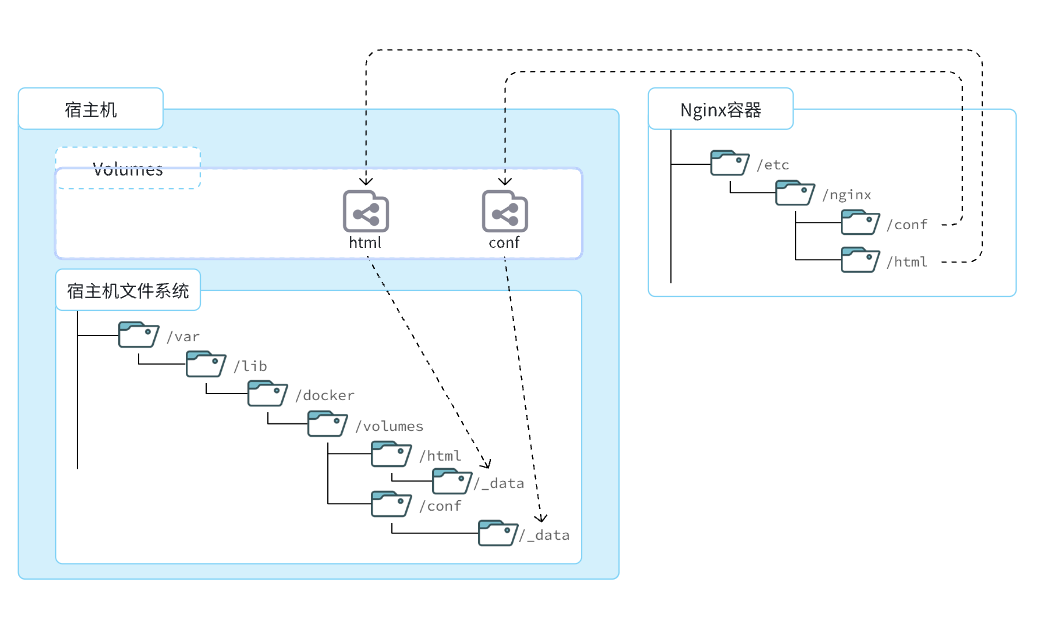 宿主机
Volumes
html
conf
宿主机文件系统
/var
/lib
/docker
/volumes
/html
/_data
/conf
/_data
Nginx容器
/etc
/nginx
/conf
/html